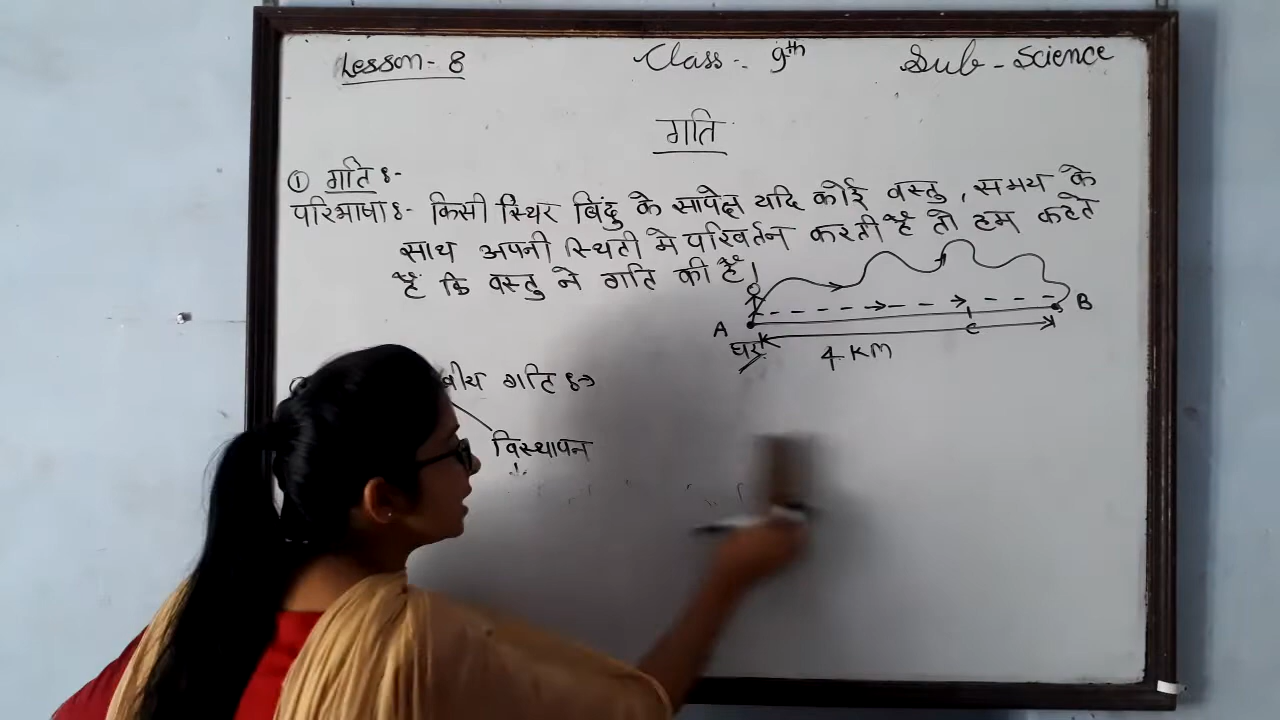 Lesson- 8 Class-. 9th Sub - Science
गति
① गति :-
परिभाषा :- किसी स्थिर बिंदु के सापेक्ष यदि कोई वस्तु, समय के
साथ अपनी स्थिटी मे परिवर्तन करती है तो हम कहते
हैं कि वस्तु ने गति की है
A B
C
घर 4 KM
गति :→
विस्थापन